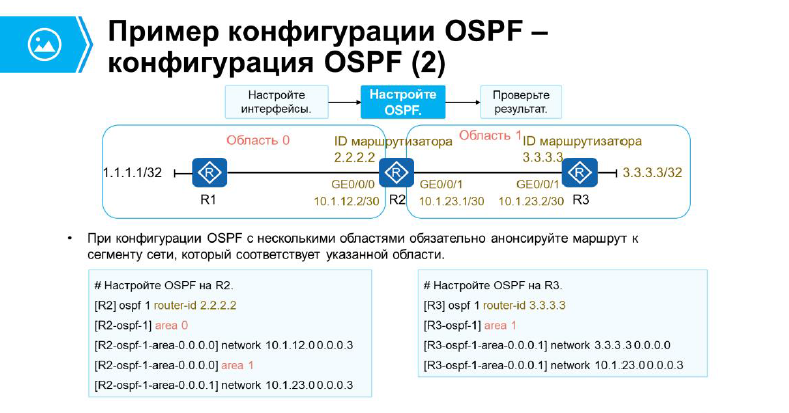 Пример конфигурации OSPF –
конфигурация OSPF (2)
Настройте
интерфейсы.
Настройте
OSPF.
Проверьте
результат.
Область 0
ID маршрутизатора
2.2.2.2
Область 1
ID маршрутизатора
3.3.3.3
1.1.1.1/32
R
R
R
3.3.3.3/32
R1
GE0/0/0
10.1.12.2/30
R2
GE0/0/1
10.1.23.1/30
GE0/0/1
10.1.23.2/30
R3
• При конфигурации OSPF с несколькими областями обязательно анонсируйте маршрут к
сегменту сети, который соответствует указанной области.
# Настройте OSPF на R2.
[R2] ospf 1 router-id 2.2.2.2
[R2-ospf-1] area 0
[R2-ospf-1-area-0.0.0.0] network 10.1.12.0 0.0.0.3
[R2-ospf-1-area-0.0.0.0] area 1
[R2-ospf-1-area-0.0.0.1] network 10.1.23.0 0.0.0.3
# Настройте OSPF на R3.
[R3] ospf 1 router-id 3.3.3.3
[R3-ospf-1] area 1
[R3-ospf-1-area-0.0.0.1] network 3.3.3.3 0.0.0.0
[R3-ospf-1-area-0.0.0.1] network 10.1.23.0 0.0.0.3